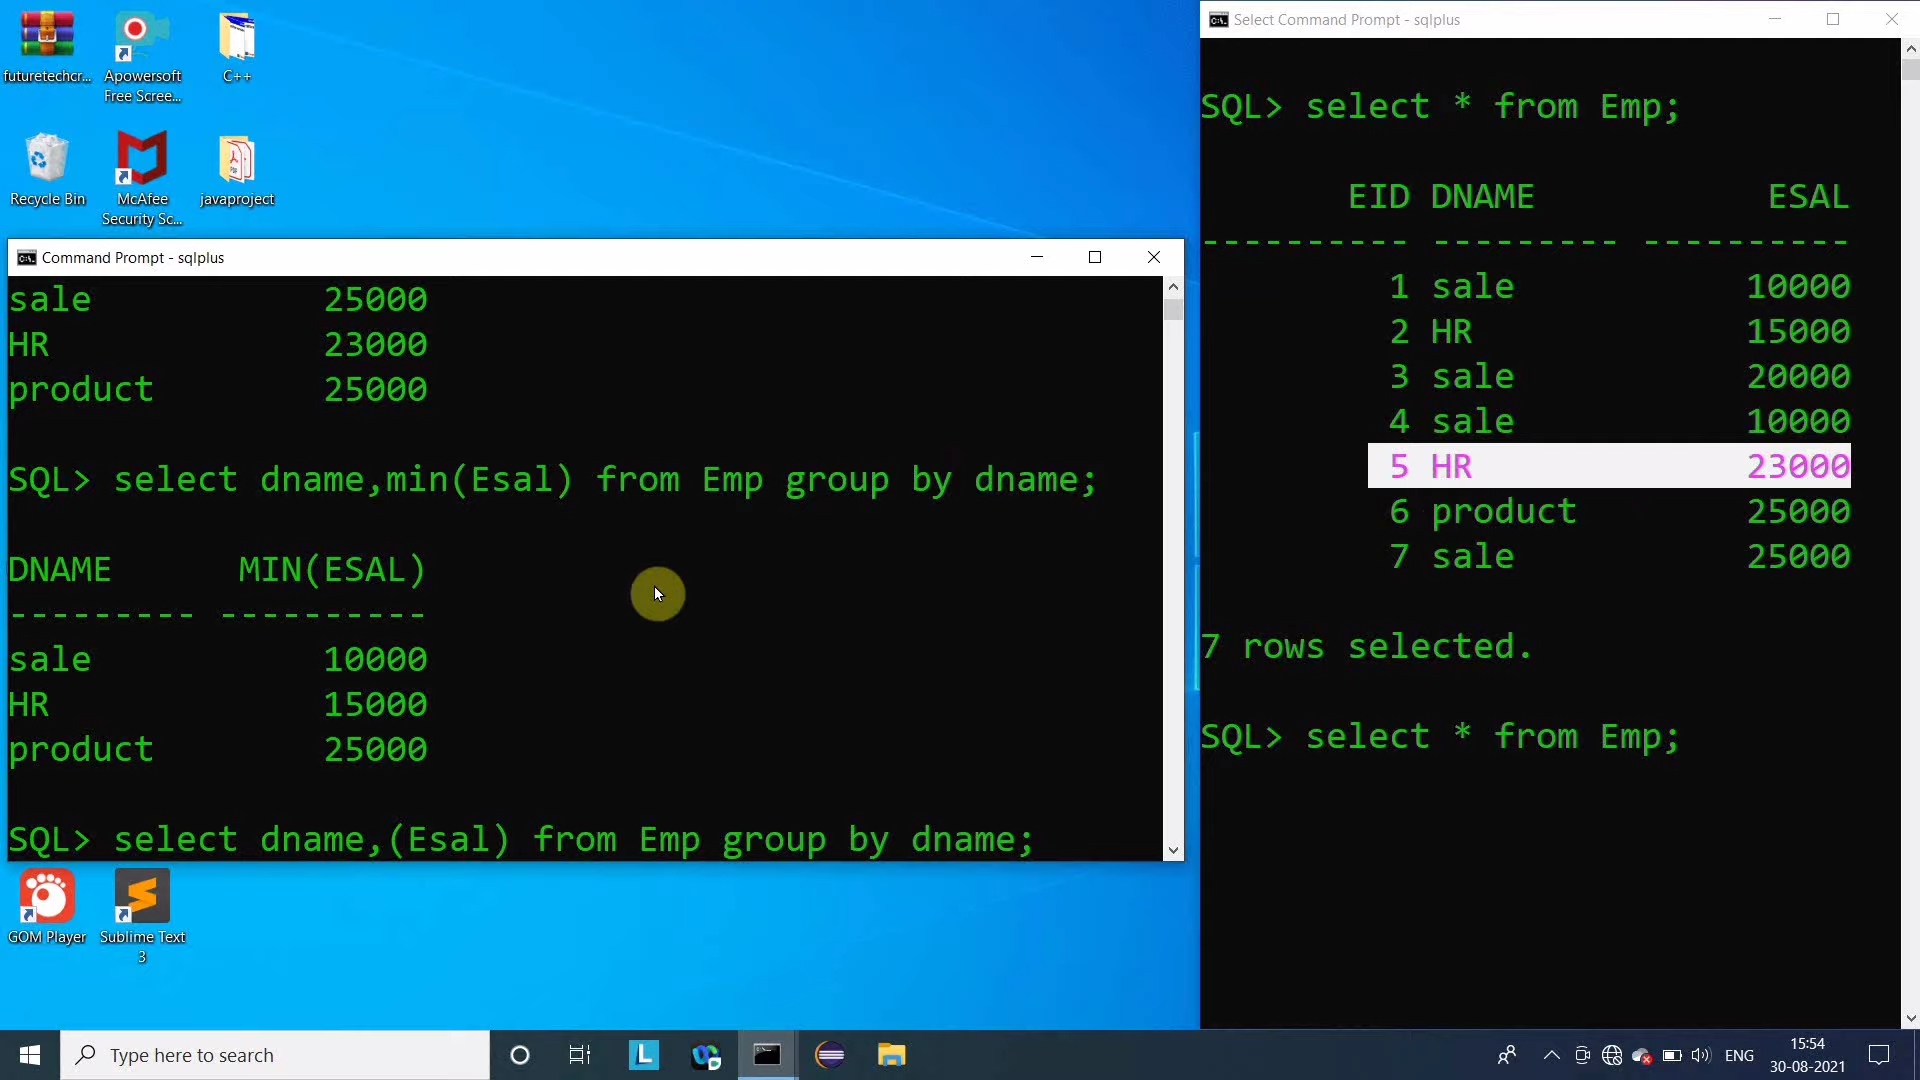 futuretechcr...
Apowersoft
Free Scree...
C++
Recycle Bin
McAfee
Security Sc...
javaproject
Command Prompt - sqlplus
sale 25000
HR 23000
product 25000
SQL> select dname,min(Esal) from Emp group by dname;
DNAME MIN(ESAL)
--------- ----------
sale 10000
HR 15000
product 25000
SQL> select dname,(Esal) from Emp group by dname;
GOM Player
Sublime Text
3
Select Command Prompt - sqlplus
SQL> select * from Emp;
EID DNAME ESAL
---------- --------- ----------
1 sale 10000
2 HR 15000
3 sale 20000
4 sale 10000
5 HR 23000
6 product 25000
7 sale 25000
7 rows selected.
SQL> select * from Emp;
Type here to search
ENG
15:54
30-08-2021